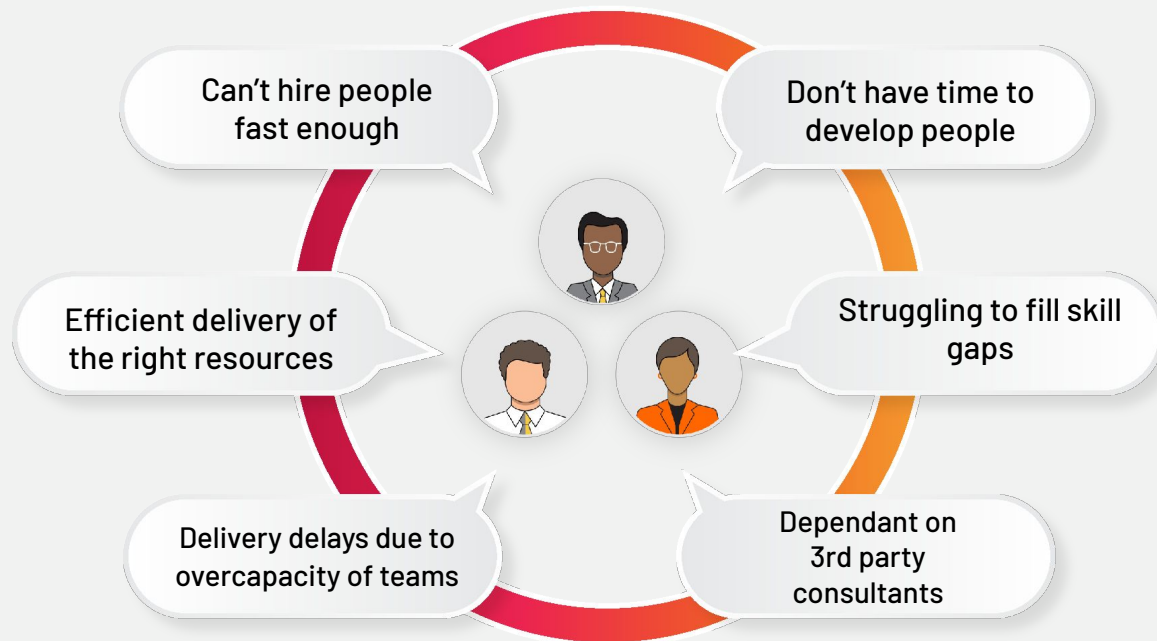 Can't hire people
fast enough
Don't have time to
develop people
Efficient delivery of
the right resources
Struggling to fill skill
gaps
Delivery delays due to
overcapacity of teams
Dependant on
3rd party
consultants